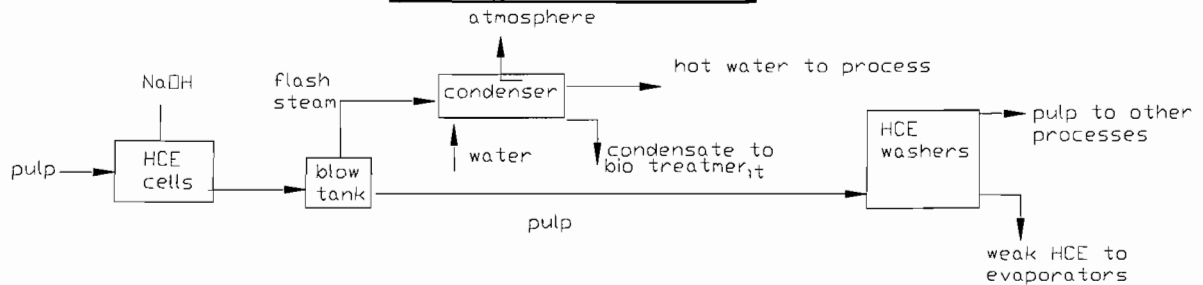 atmosphere
hot water to process
NaOH
flash
steam
condenser
pulp
HCE
cells
water
condensate to
bio treatment
blow
tank
HCE
washers
pulp to other
processes
pulp
weak HCE to
evaporators